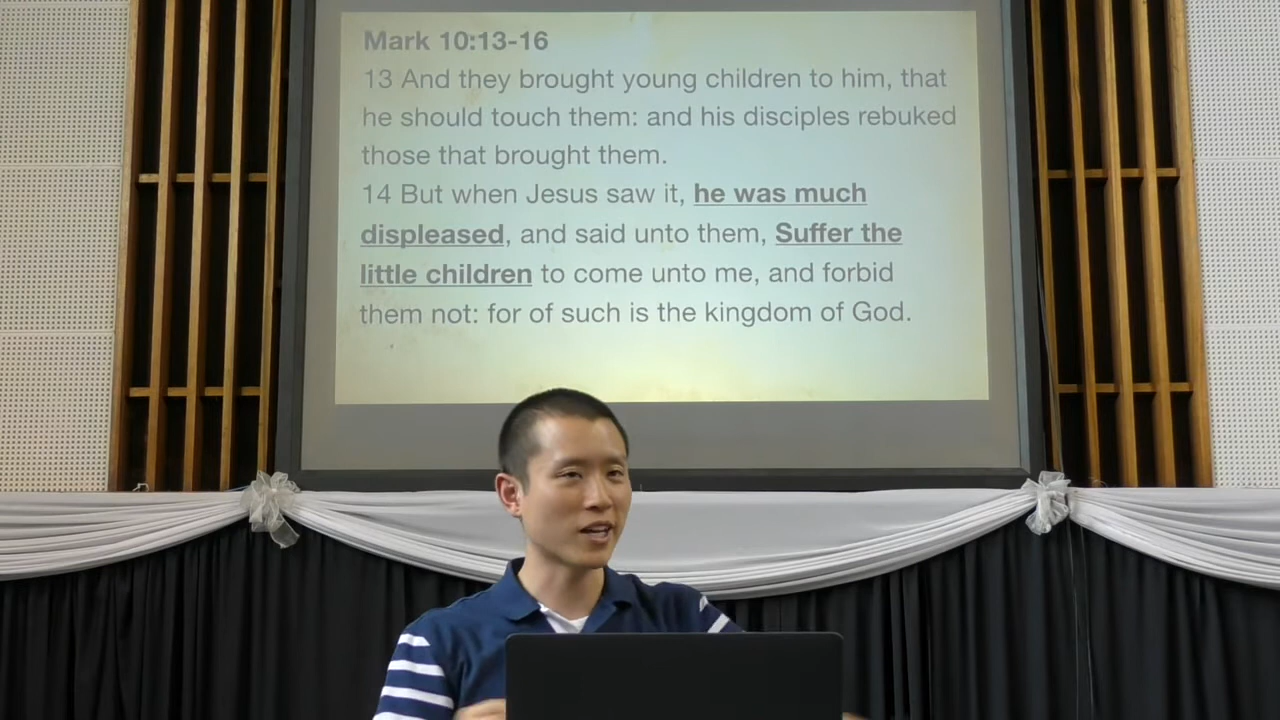 Mark 10:13-16
13 And they brought young children to him, that
he should touch them: and his disciples rebuked
those that brought them.
14 But when Jesus saw it, he was much
displeased, and said unto them, Suffer the
little children to come unto me, and forbid
them not: for of such is the kingdom of God.